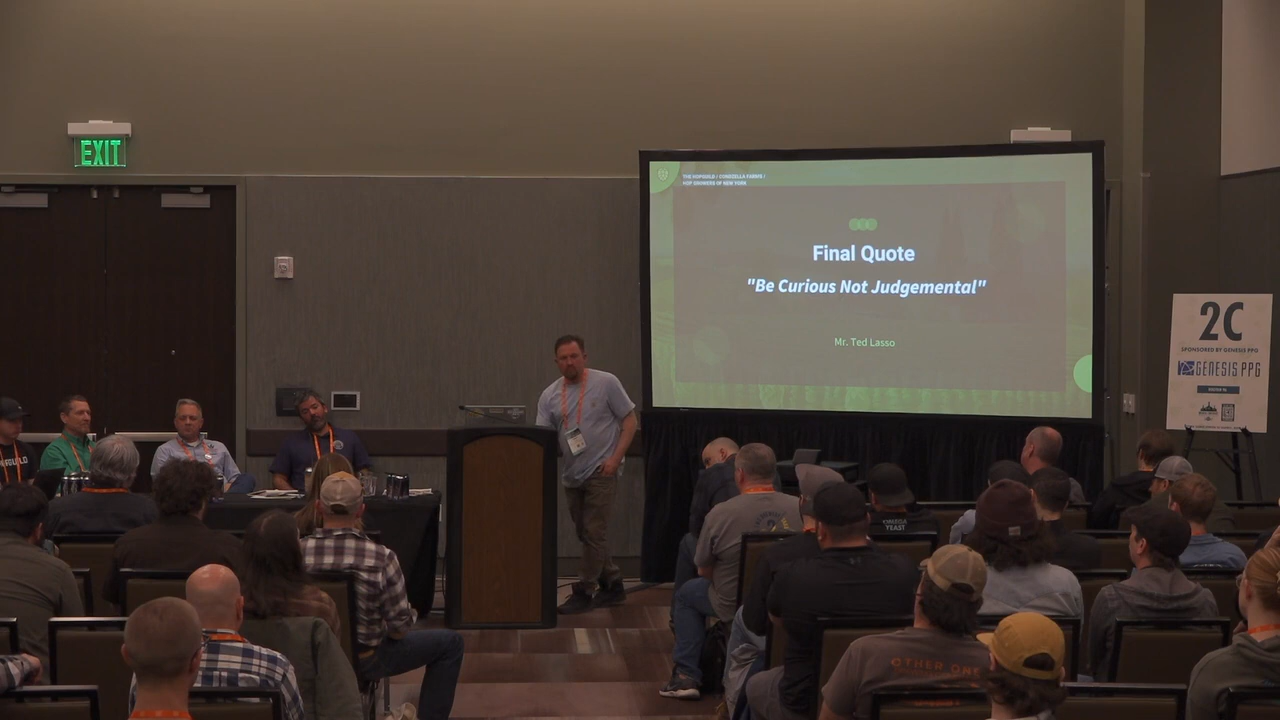 EXIT
THE HOPGUILD / CONDZELLA FARMS /
HOP GROWERS OF NEW YORK
Final Quote
"Be Curious Not Judgemental"
Mr. Ted Lasso
2C
SPONSORED BY GENESIS PPG
GENESIS PPG
OMEGA
YEAST
OTHER ONE